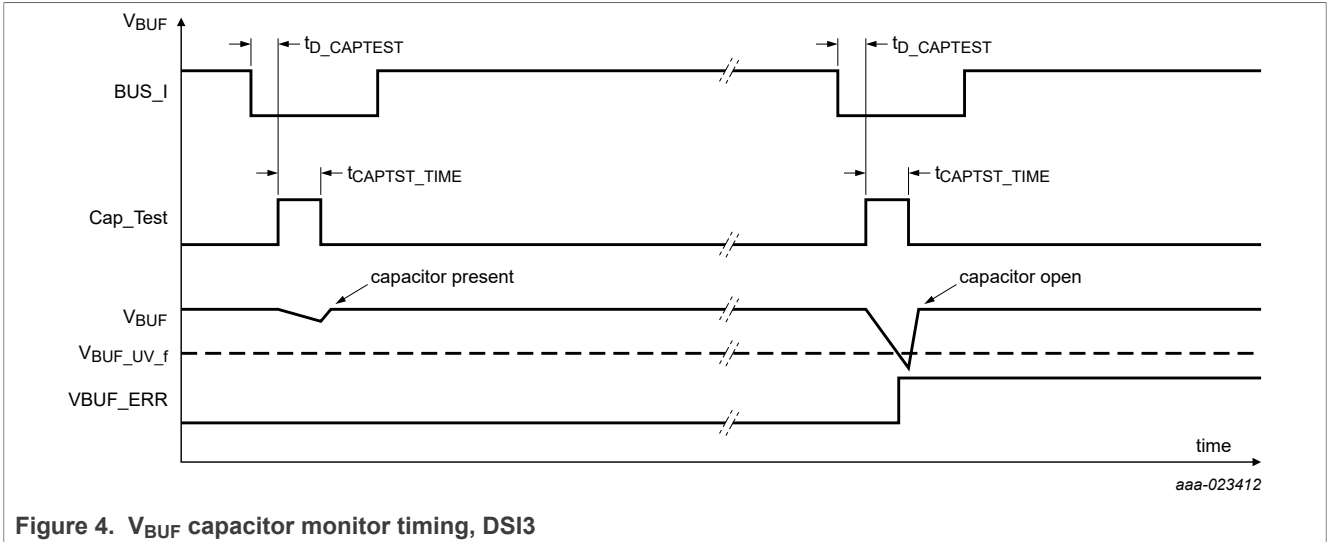 VBUF
tD_CAPTEST tD_CAPTEST
BUS_I
tCAPTST_TIME tCAPTST_TIME
Cap_Test
capacitor present capacitor open
VBUF
VBUF_UV_f
VBUF_ERR
time
aaa-023412
Figure 4. VBUF capacitor monitor timing, DSI3